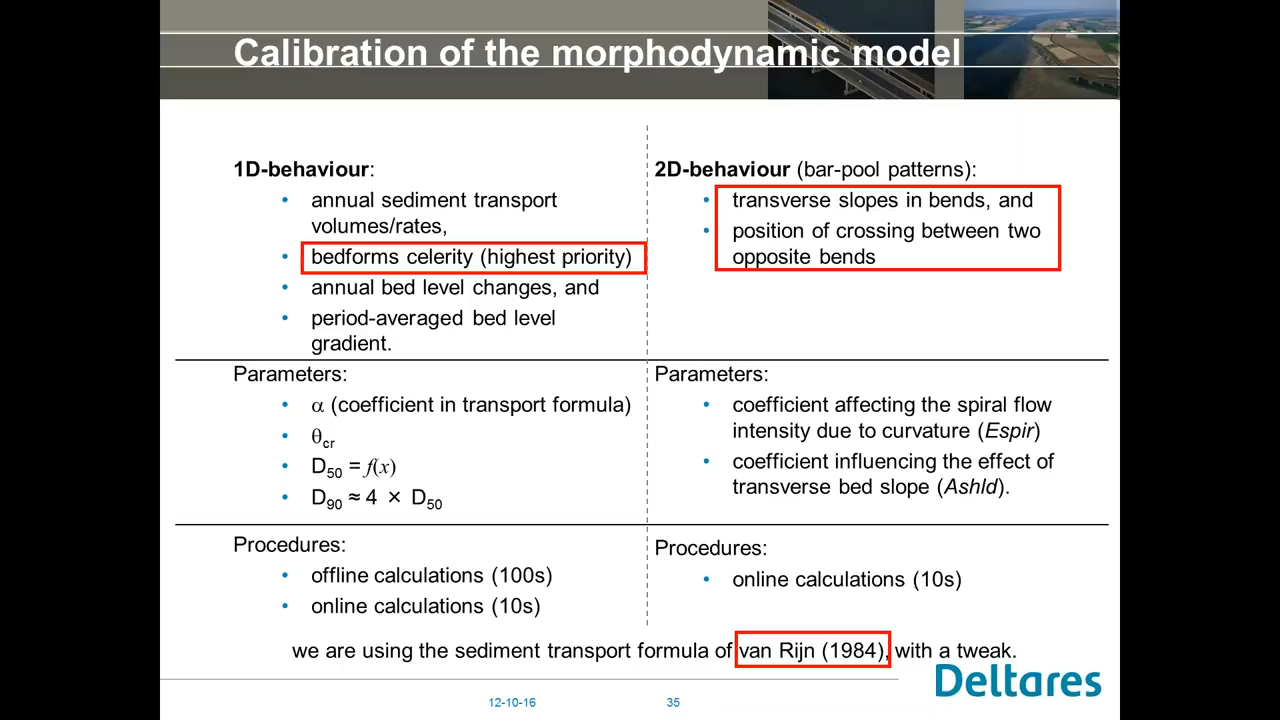 Calibration of the morphodynamic model
1D-behaviour:
• annual sediment transport
volumes/rates,
• bedforms celerity (highest priority)
• annual bed level changes, and
• period-averaged bed level
gradient.
2D-behaviour (bar-pool patterns):
• transverse slopes in bends, and
• position of crossing between two
opposite bends
Parameters:
• α (coefficient in transport formula)
• θcr
• D50 = f(x)
• D90 ≈ 4 × D50
Parameters:
• coefficient affecting the spiral flow
intensity due to curvature (Espir)
• coefficient influencing the effect of
transverse bed slope (Ashld).
Procedures:
• offline calculations (100s)
• online calculations (10s)
Procedures:
• online calculations (10s)
we are using the sediment transport formula of van Rijn (1984), with a tweak.
12-10-16
35
Deltares